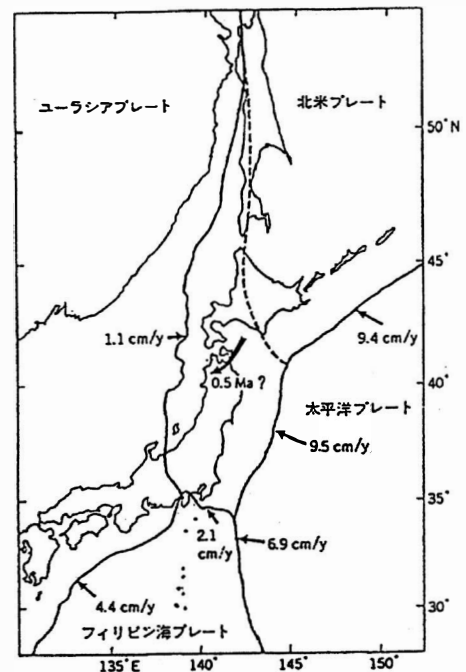 ユーラシアプレート
北米プレート
50°N
45°
1.1 cm/y
9.4 cm/y
0.5 Ma ?
40°
太平洋プレート
9.5 cm/y
35°
2.1
cm/y
6.9 cm/y
4.4 cm/y
30°
フィリピン海プレート
135°E
140°
145°
150°